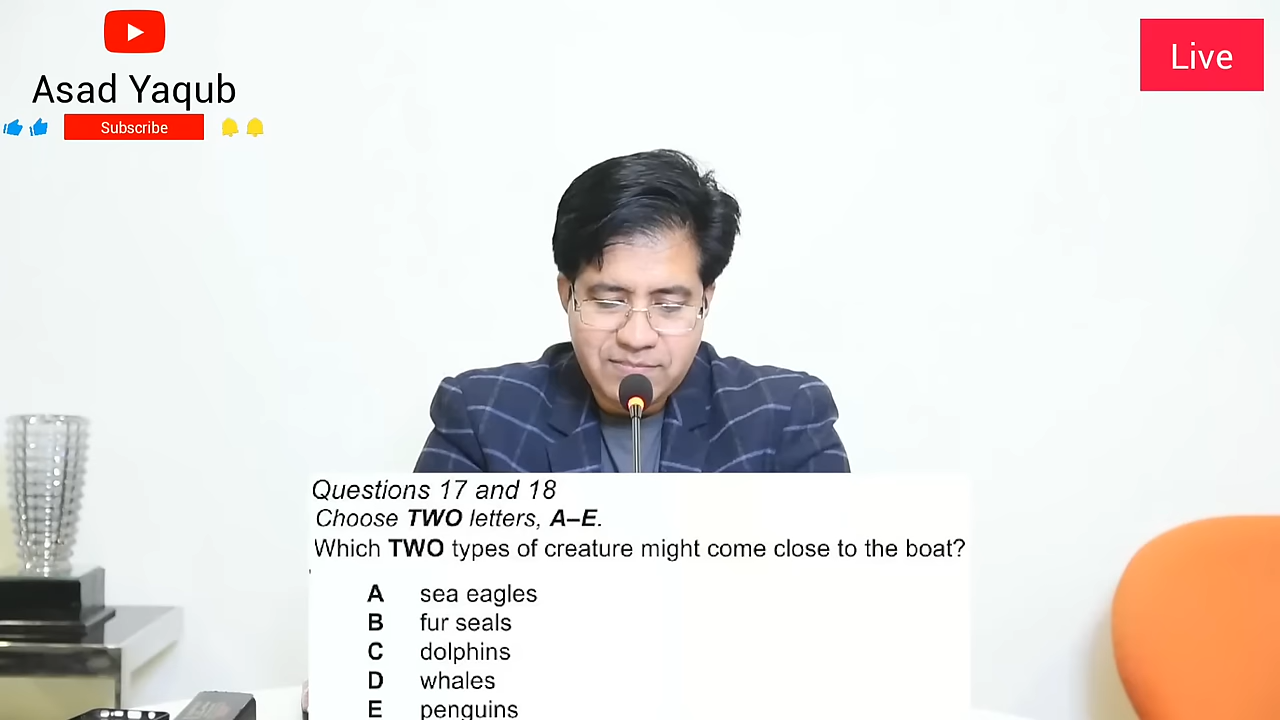 Asad Yaqub
Subscribe
Live
Questions 17 and 18
Choose TWO letters, A–E.
Which TWO types of creature might come close to the boat?
A sea eagles
B fur seals
C dolphins
D whales
E penguins